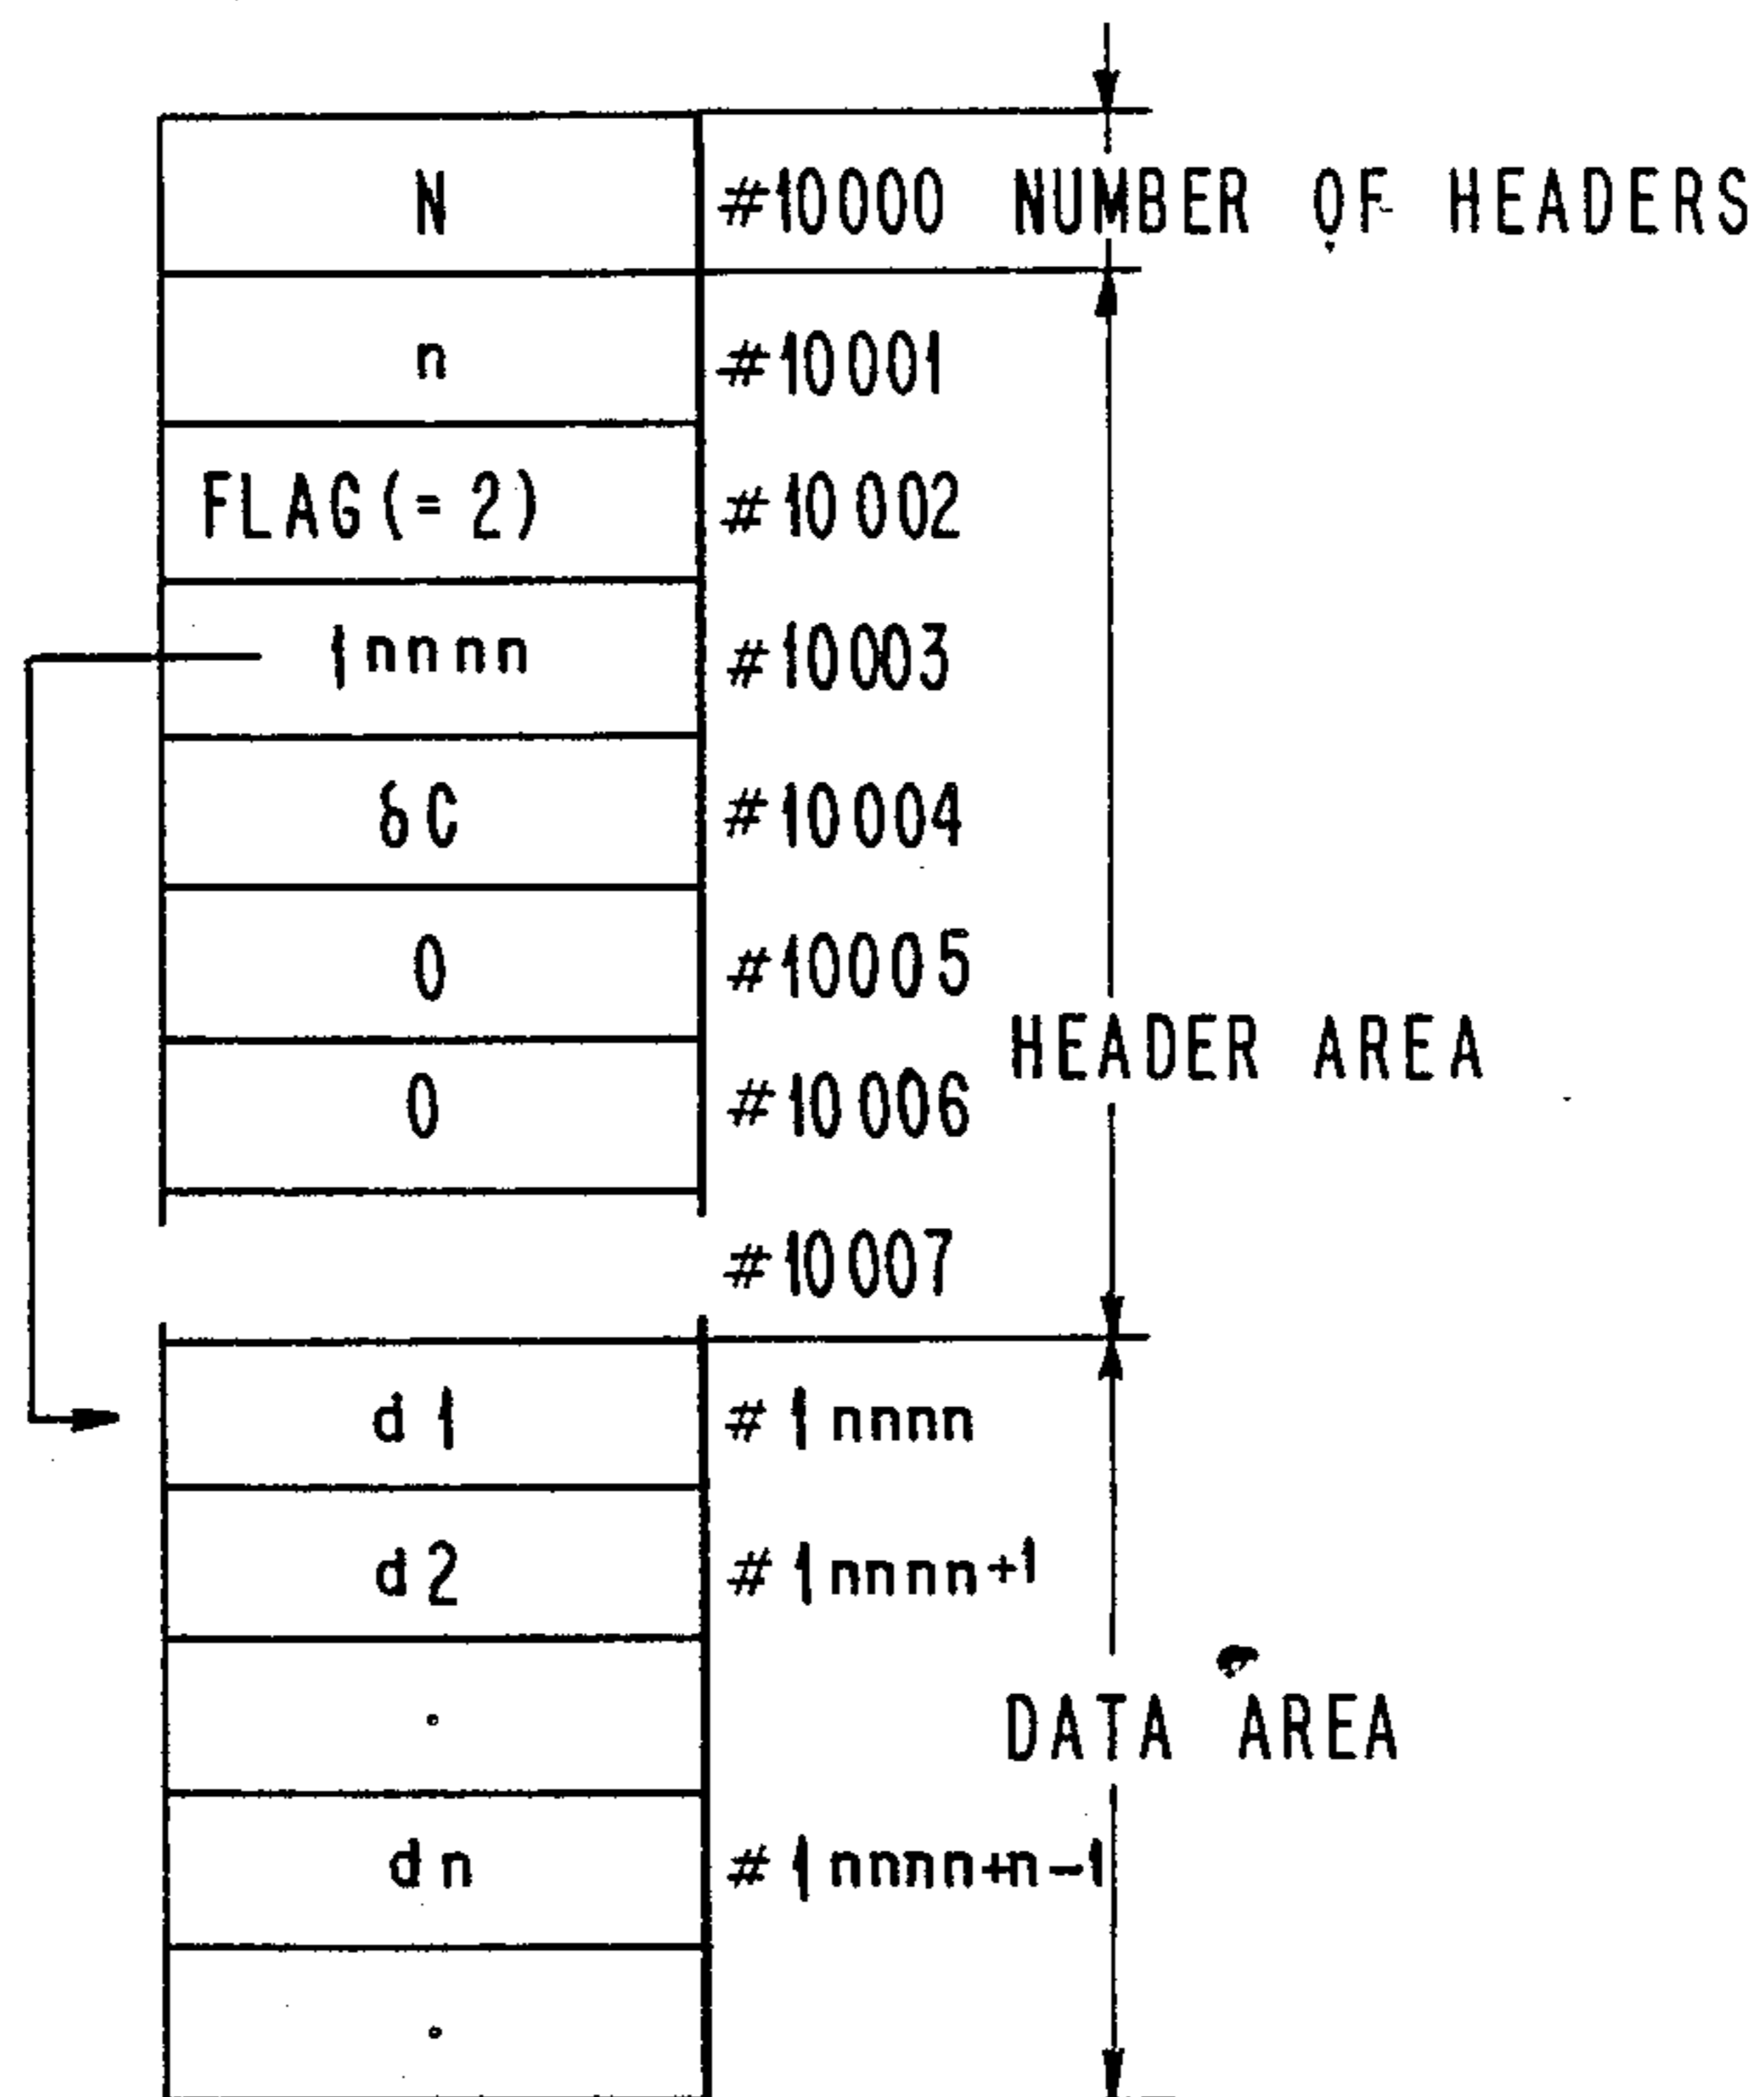 N #10000 NUMBER OF HEADERS
n #10001
FLAG(=2) #10002
1nnnn #10003
δC #10004
0 #10005
HEADER AREA
0 #10006
#10007
d1 #1nnnn
d2 #1nnnn+1
DATA AREA
dn #1nnnn+n-1